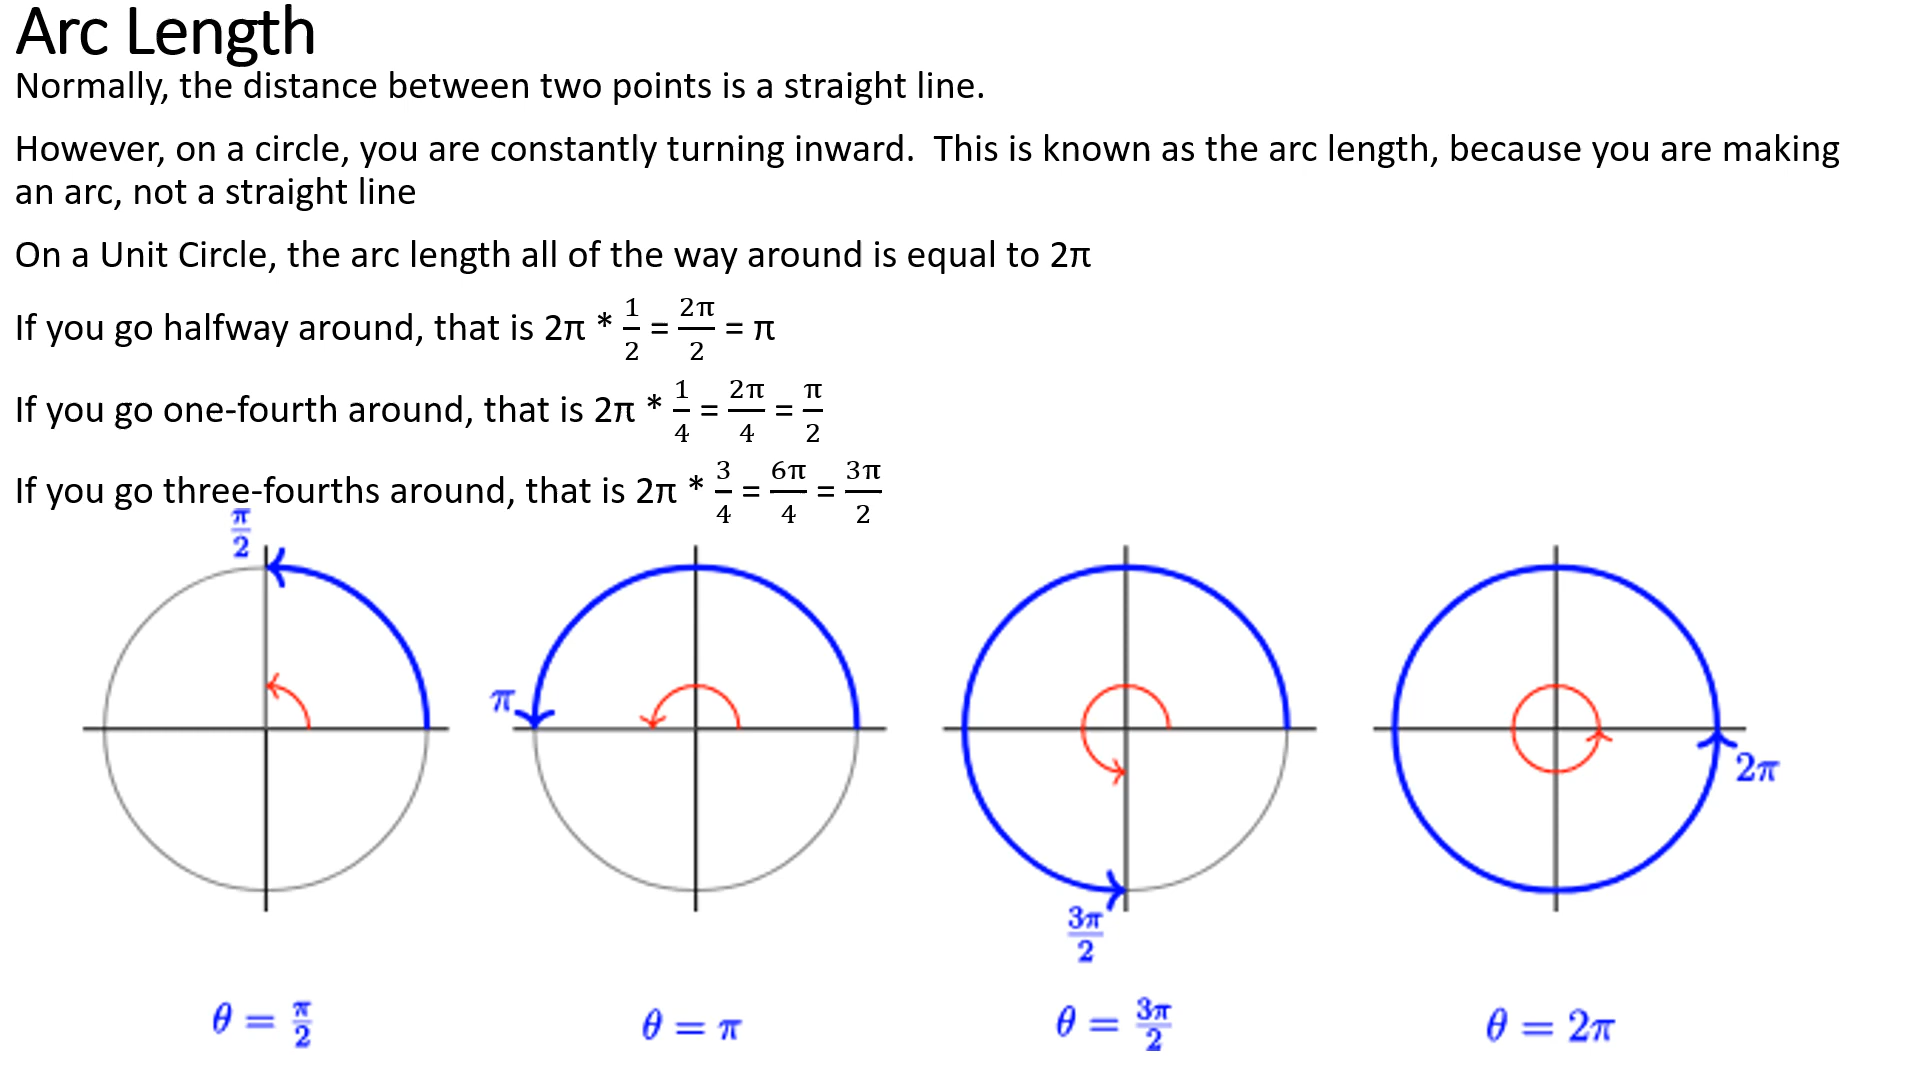 Arc Length
Normally, the distance between two points is a straight line.
However, on a circle, you are constantly turning inward.  This is known as the arc length, because you are making
an arc, not a straight line
On a Unit Circle, the arc length all of the way around is equal to 2π
If you go halfway around, that is 2π * 1/2 = 2π/2 = π
If you go one-fourth around, that is 2π * 1/4 = 2π/4 = π/2
If you go three-fourths around, that is 2π * 3/4 = 6π/4 = 3π/2
π/2
π
3π/2
2π
θ = π/2
θ = π
θ = 3π/2
θ = 2π